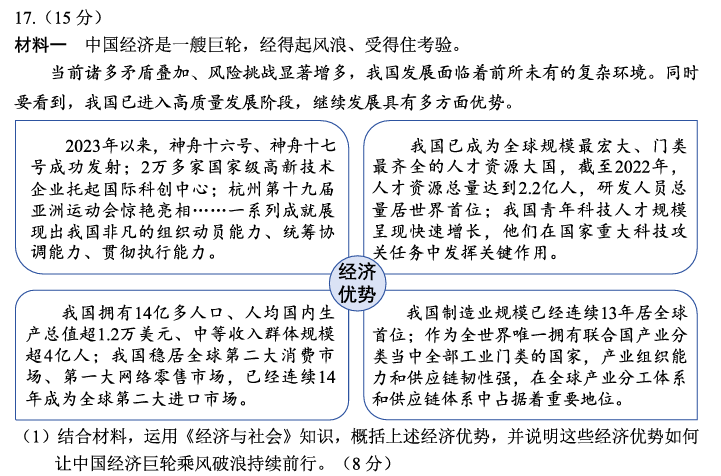 17.（15 分）
材料一 中国经济是一艘巨轮，经得起风浪、受得住考验。
当前诸多矛盾叠加、风险挑战显著增多，我国发展面临着前所未有的复杂环境。同时
要看到，我国已进入高质量发展阶段，继续发展具有多方面优势。
2023年以来，神舟十六号、神舟十七
号成功发射；2万多家国家级高新技术
企业托起国际科创中心；杭州第十九届
亚洲运动会惊艳亮相……一系列成就展
现出我国非凡的组织动员能力、统筹协
调能力、贯彻执行能力。
我国已成为全球规模最宏大、门类
最齐全的人才资源大国，截至2022年，
人才资源总量达到2.2亿人，研发人员总
量居世界首位；我国青年科技人才规模
呈现快速增长，他们在国家重大科技攻
关任务中发挥关键作用。
经济
优势
我国拥有14亿多人口、人均国内生
产总值超1.2万美元、中等收入群体规模
超4亿人；我国稳居全球第二大消费市
场、第一大网络零售市场，已经连续14
年成为全球第二大进口市场。
我国制造业规模已经连续13年居全球
首位；作为全世界唯一拥有联合国产业分
类当中全部工业门类的国家，产业组织能
力和供应链韧性强，在全球产业分工体系
和供应链体系中占据着重要地位。
（1）结合材料，运用《经济与社会》知识，概括上述经济优势，并说明这些经济优势如何
让中国经济巨轮乘风破浪持续前行。（8 分）